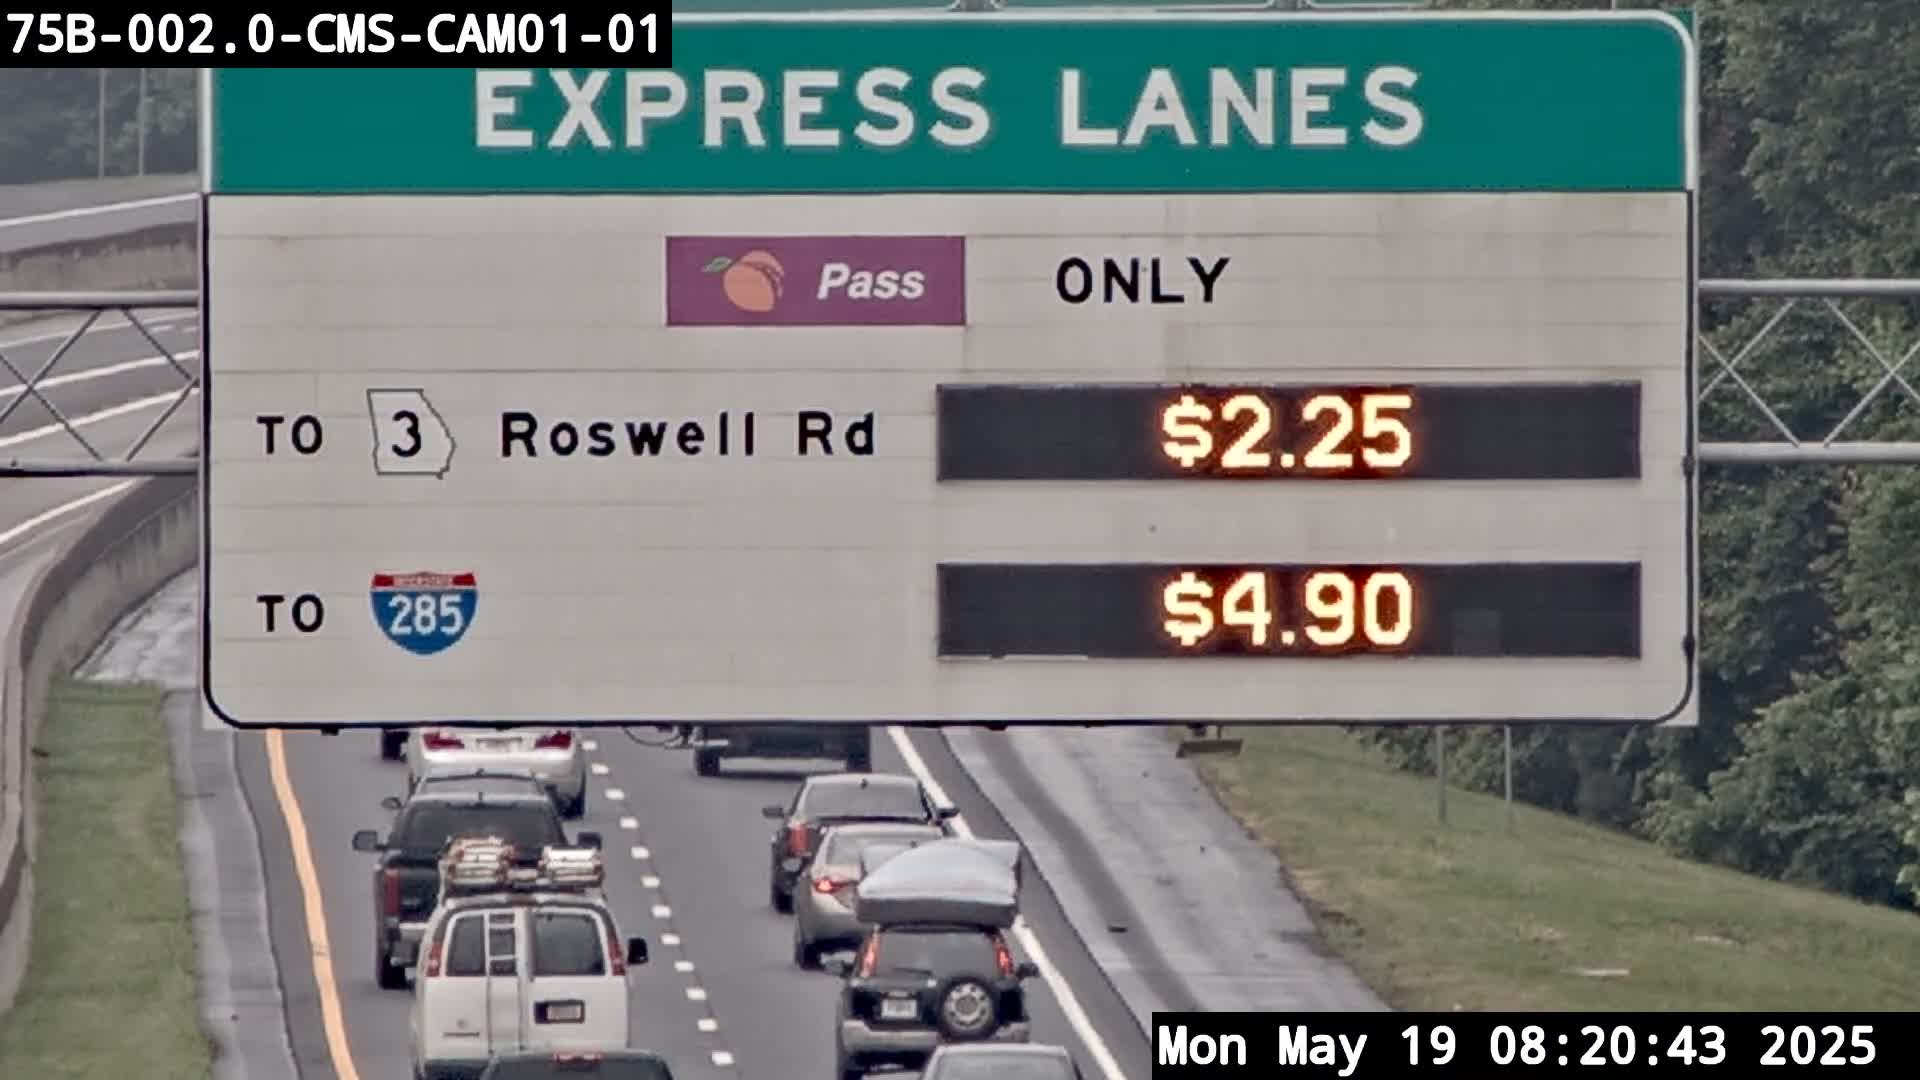 75B-002.0-CMS-CAM01-01
EXPRESS LANES
Pass ONLY
TO 3 Roswell Rd $2.25
INTERSTATE
TO 285 $4.90
Mon May 19 08:20:43 2025